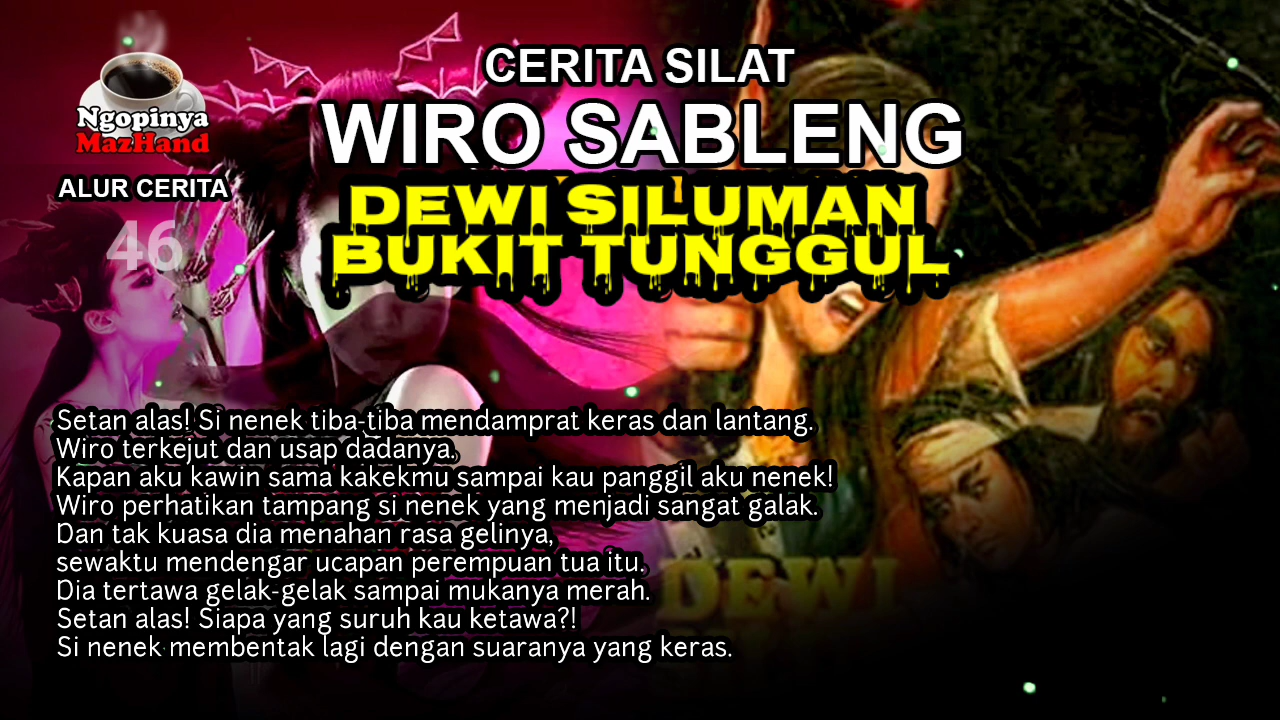 CERITA SILAT
WIRO SABLENG
DEWI SILUMAN
BUKIT TUNGGUL
Ngopinya
MazHand
ALUR CERITA
46
Setan alas! Si nenek tiba-tiba mendamprat keras dan lantang.
Wiro terkejut dan usap dadanya.
Kapan aku kawin sama kakekmu sampai kau panggil aku nenek!
Wiro perhatikan tampang si nenek yang menjadi sangat galak.
Dan tak kuasa dia menahan rasa gelinya,
sewaktu mendengar ucapan perempuan tua itu.
Dia tertawa gelak-gelak sampai mukanya merah.
Setan alas! Siapa yang suruh kau ketawa?!
Si nenek membentak lagi dengan suaranya yang keras.
DEWI